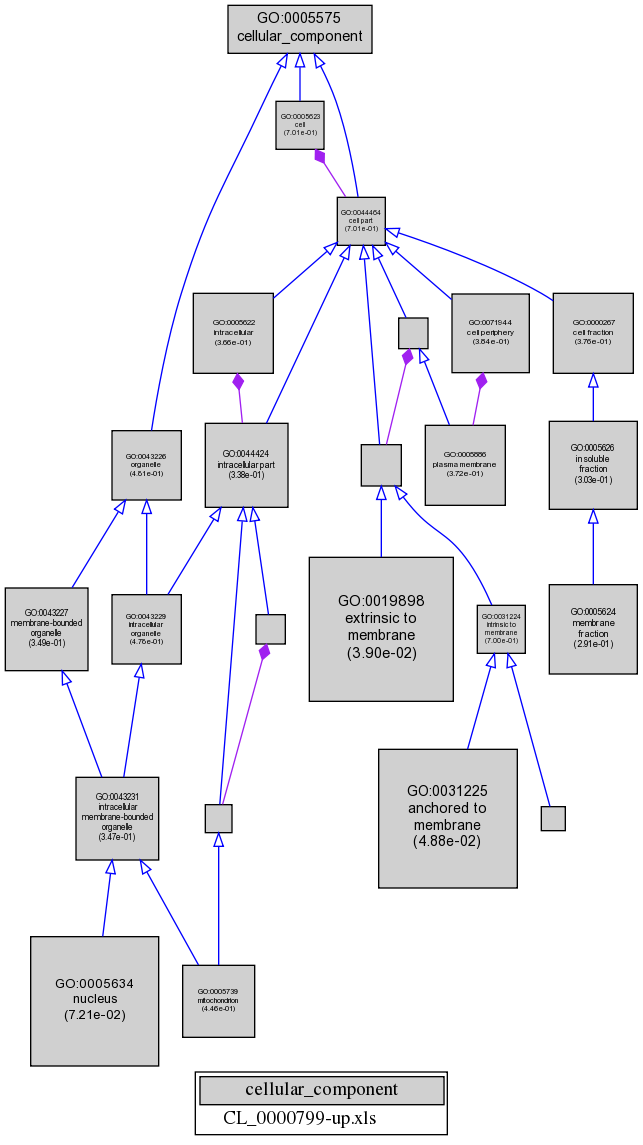 GO:0005575
cellular_component
GO:0005623
cell
(7.01e-01)
GO:0044464
cell part
(7.01e-01)
GO:0005622
intracellular
(3.66e-01)
GO:0071944
cell periphery
(3.84e-01)
GO:0000267
cell fraction
(3.76e-01)
GO:0043226
organelle
(4.81e-01)
GO:0044424
intracellular part
(3.38e-01)
GO:0005886
plasma membrane
(3.72e-01)
GO:0005626
insoluble
fraction
(3.03e-01)
GO:0043227
membrane-bounded
organelle
(3.49e-01)
GO:0043229
intracellular
organelle
(4.78e-01)
GO:0019898
extrinsic to
membrane
(3.90e-02)
GO:0031224
intrinsic to
membrane
(7.00e-01)
GO:0005624
membrane
fraction
(2.91e-01)
GO:0043231
intracellular
membrane-bounded
organelle
(3.47e-01)
GO:0031225
anchored to
membrane
(4.88e-02)
GO:0005634
nucleus
(7.21e-02)
GO:0005739
mitochondrion
(4.46e-01)
cellular_component
CL_0000799-up.xls